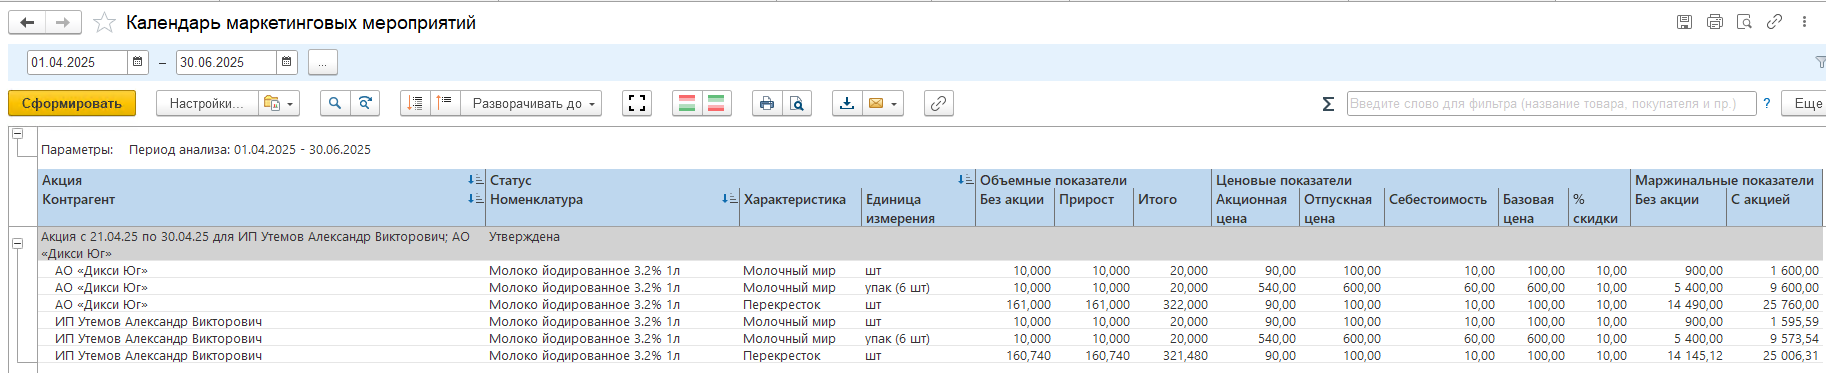 Календарь маркетинговых мероприятий
01.04.2025 – 30.06.2025 ...
Сформировать Настройки... Разворачивать до Σ Введите слово для фильтра (название товара, покупателя и пр.) ? Еще
Параметры: Период анализа: 01.04.2025 - 30.06.2025
Акция Статус Объемные показатели Ценовые показатели Маржинальные показатели
Контрагент Номенклатура Характеристика Единица измерения Без акции Прирост Итого Акционная цена Отпускная цена Себестоимость Базовая цена % скидки Без акции С акцией
Акция с 21.04.25 по 30.04.25 для ИП Утемов Александр Викторович; АО Утверждена
«Дикси Юг»
АО «Дикси Юг» Молоко йодированное 3.2% 1л Молочный мир шт 10,000 10,000 20,000 90,00 100,00 10,00 100,00 10,00 900,00 1 600,00
АО «Дикси Юг» Молоко йодированное 3.2% 1л Молочный мир упак (6 шт) 10,000 10,000 20,000 540,00 600,00 60,00 600,00 10,00 5 400,00 9 600,00
АО «Дикси Юг» Молоко йодированное 3.2% 1л Перекресток шт 161,000 161,000 322,000 90,00 100,00 10,00 100,00 10,00 14 490,00 25 760,00
ИП Утемов Александр Викторович Молоко йодированное 3.2% 1л Молочный мир шт 10,000 10,000 20,000 90,00 100,00 10,00 100,00 10,00 900,00 1 595,59
ИП Утемов Александр Викторович Молоко йодированное 3.2% 1л Молочный мир упак (6 шт) 10,000 10,000 20,000 540,00 600,00 60,00 600,00 10,00 5 400,00 9 573,54
ИП Утемов Александр Викторович Молоко йодированное 3.2% 1л Перекресток шт 160,740 160,740 321,480 90,00 100,00 10,00 100,00 10,00 14 145,12 25 006,31